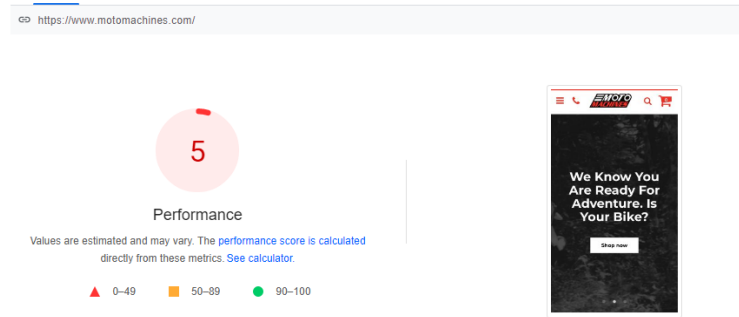 https://www.motomachines.com/
5
Performance
Values are estimated and may vary. The performance score is calculated
directly from these metrics. See calculator.
0–49
50–89
90–100
MOTO
MACHINES
We Know You
Are Ready For
Adventure. Is
Your Bike?
Shop now